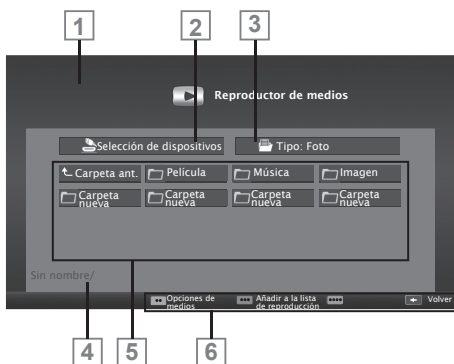 1 2 3
Reproductor de medios
Selección de dispositivos Tipo: Foto
Carpeta ant. Película Música Imagen
Carpeta nueva Carpeta nueva Carpeta nueva Carpeta nueva
Sin nombre/
Opciones de medios Añadir a la lista de reproducción Volver
4 5 6